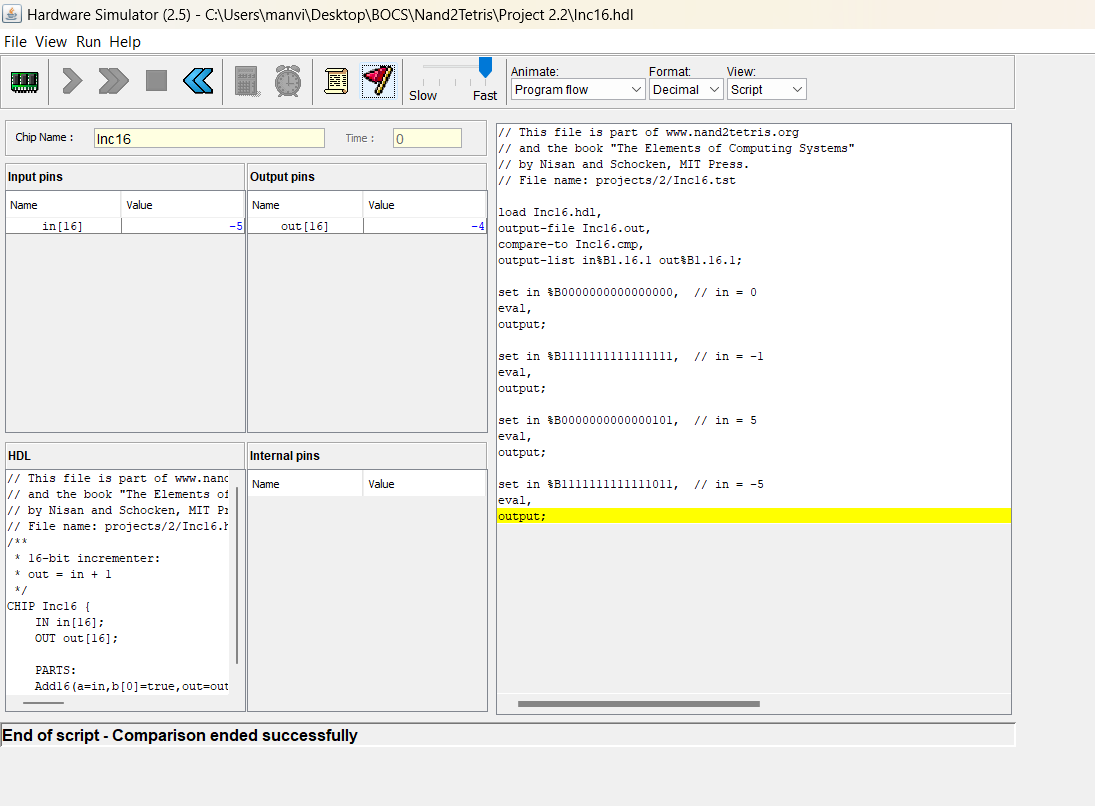 Hardware Simulator (2.5) - C:\Users\manvi\Desktop\BOCS\Nand2Tetris\Project 2.2\Inc16.hdl
File View Run Help
Slow Fast
Animate: Format: View:
Program flow Decimal Script
Chip Name : Inc16 Time : 0
Input pins
Name Value
in[16] -5
Output pins
Name Value
out[16] -4
HDL
// This file is part of www.nand
// and the book "The Elements of
// by Nisan and Schocken, MIT Pr
// File name: projects/2/Inc16.h
/**
* 16-bit incrementer:
* out = in + 1
*/
CHIP Inc16 {
IN in[16];
OUT out[16];
PARTS:
Add16(a=in,b[0]=true,out=out
Internal pins
Name Value
// This file is part of www.nand2tetris.org
// and the book "The Elements of Computing Systems"
// by Nisan and Schocken, MIT Press.
// File name: projects/2/Inc16.tst
load Inc16.hdl,
output-file Inc16.out,
compare-to Inc16.cmp,
output-list in%B1.16.1 out%B1.16.1;
set in %B0000000000000000,  // in = 0
eval,
output;
set in %B1111111111111111,  // in = -1
eval,
output;
set in %B0000000000000101,  // in = 5
eval,
output;
set in %B1111111111111011,  // in = -5
eval,
output;
End of script - Comparison ended successfully